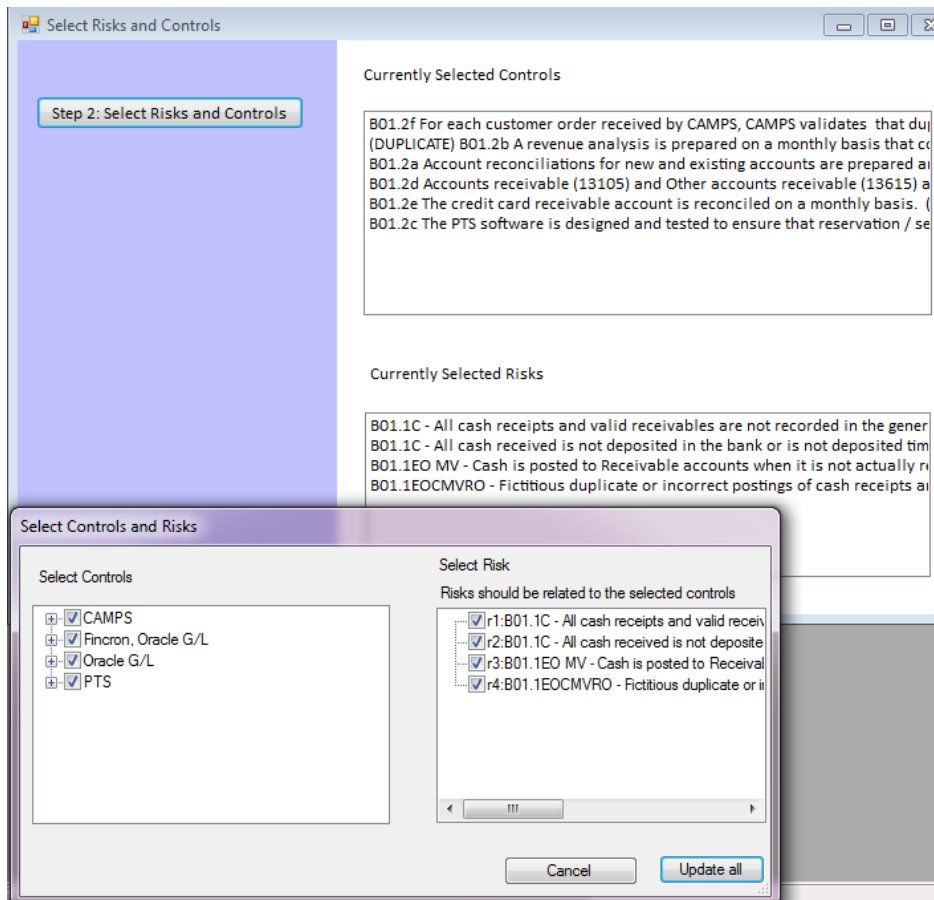 Select Risks and Controls
Step 2: Select Risks and Controls
Currently Selected Controls
B01.2f For each customer order received by CAMPS, CAMPS validates that
(DUPLICATE) B01.2b A revenue analysis is prepared on a monthly basis that
B01.2a Account reconciliations for new and existing accounts are prepared
B01.2d Accounts receivable (13105) and Other accounts receivable (13615)
B01.2e The credit card receivable account is reconciled on a monthly basis. (
B01.2c The PTS software is designed and tested to ensure that reservation /
Currently Selected Risks
B01.1C - All cash receipts and valid receivables are not recorded in the
B01.1C - All cash received is not deposited in the bank or is not deposited
B01.1EO MV - Cash is posted to Receivable accounts when it is not actually
B01.1EOCMVRO - Fictitious duplicate or incorrect postings of cash receipts
Select Controls and Risks
Select Controls
CAMPS
Fincron, Oracle G/L
Oracle G/L
PTS
Select Risk
Risks should be related to the selected controls
r1:B01.1C - All cash receipts and valid
r2:B01.1C - All cash received is not
r3:B01.1EO MV - Cash is posted to
r4:B01.1EOCMVRO - Fictitious duplicate or
Cancel
Update all